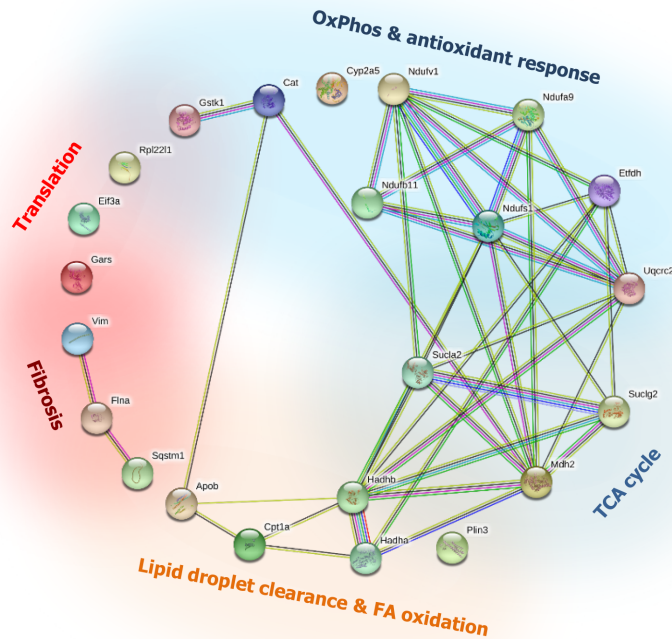 OxPhos & antioxidant response
Cyp2a5
Ndufv1
Cat
Ndufa9
Gstk1
Rpl22l1
Translation
Etfdh
Ndufb11
Eif3a
Ndufs1
Gars
Uqcrc2
Vim
Sucla2
Fibrosis
Flna
Suclg2
Sqstm1
Mdh2
TCA cycle
Apob
Hadhb
Cpt1a
Hadha
Plin3
Lipid droplet clearance & FA oxidation